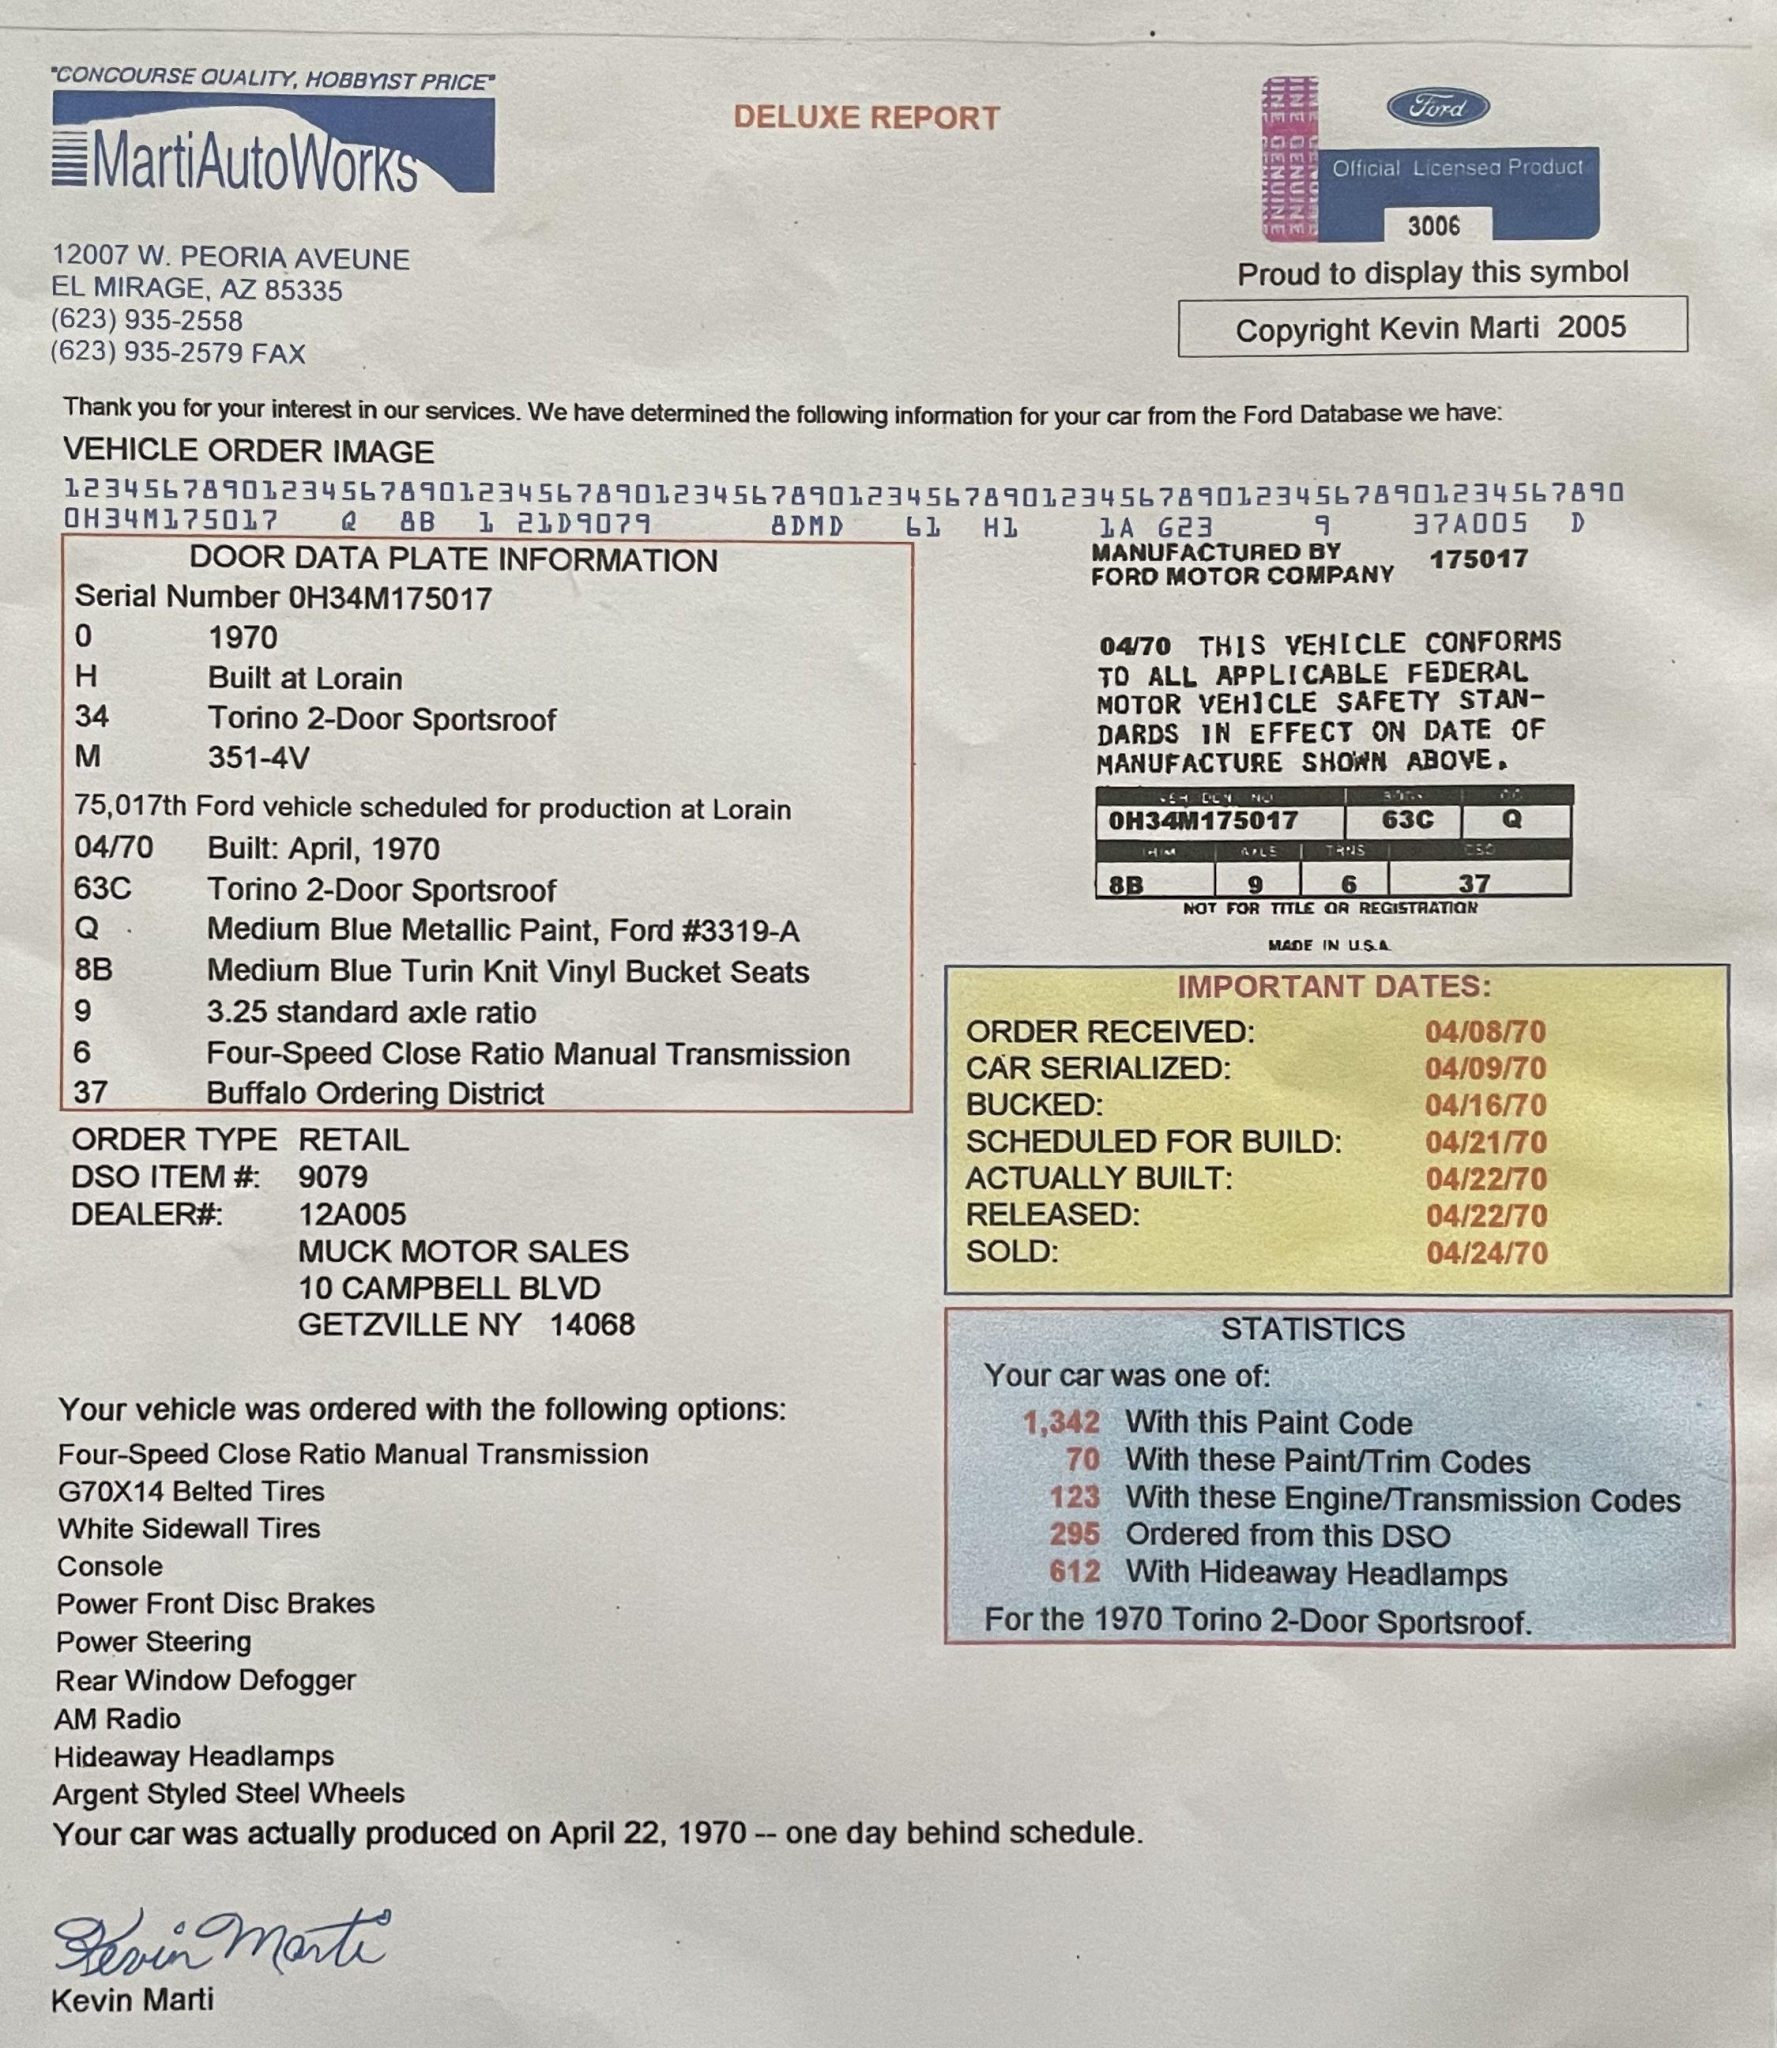 "CONCOURSE QUALITY, HOBBYIST PRICE"
MartiAutoWorks
DELUXE REPORT
Ford
Official Licensed Product
3006
GENUINE GENUINE
Proud to display this symbol
Copyright Kevin Marti 2005
12007 W. PEORIA AVEUNE
EL MIRAGE, AZ 85335
(623) 935-2558
(623) 935-2579 FAX
Thank you for your interest in our services. We have determined the following information for your car from the Ford Database we have:
VEHICLE ORDER IMAGE
12345678901234567890123456789012345678901234567890123456789012345678901234567890
0H34M175017 Q 8B 1 21D9079 8DMD 61 H1 1A G23 9 37A005 D
DOOR DATA PLATE INFORMATION
Serial Number 0H34M175017
0 1970
H Built at Lorain
34 Torino 2-Door Sportsroof
M 351-4V
75,017th Ford vehicle scheduled for production at Lorain
04/70 Built: April, 1970
63C Torino 2-Door Sportsroof
Q Medium Blue Metallic Paint, Ford #3319-A
8B Medium Blue Turin Knit Vinyl Bucket Seats
9 3.25 standard axle ratio
6 Four-Speed Close Ratio Manual Transmission
37 Buffalo Ordering District
MANUFACTURED BY
FORD MOTOR COMPANY
175017
04/70 THIS VEHICLE CONFORMS
TO ALL APPLICABLE FEDERAL
MOTOR VEHICLE SAFETY STAN-
DARDS IN EFFECT ON DATE OF
MANUFACTURE SHOWN ABOVE.
0H34M175017 63C Q
AXLE TRNS DSO
8B 9 6 37
NOT FOR TITLE OR REGISTRATION
MADE IN U.S.A.
ORDER TYPE RETAIL
DSO ITEM #: 9079
DEALER#: 12A005
MUCK MOTOR SALES
10 CAMPBELL BLVD
GETZVILLE NY 14068
IMPORTANT DATES:
ORDER RECEIVED: 04/08/70
CAR SERIALIZED: 04/09/70
BUCKED: 04/16/70
SCHEDULED FOR BUILD: 04/21/70
ACTUALLY BUILT: 04/22/70
RELEASED: 04/22/70
SOLD: 04/24/70
STATISTICS
Your car was one of:
1,342 With this Paint Code
70 With these Paint/Trim Codes
123 With these Engine/Transmission Codes
295 Ordered from this DSO
612 With Hideaway Headlamps
For the 1970 Torino 2-Door Sportsroof.
Your vehicle was ordered with the following options:
Four-Speed Close Ratio Manual Transmission
G70X14 Belted Tires
White Sidewall Tires
Console
Power Front Disc Brakes
Power Steering
Rear Window Defogger
AM Radio
Hideaway Headlamps
Argent Styled Steel Wheels
Your car was actually produced on April 22, 1970 -- one day behind schedule.
Kevin Marti
Kevin Marti